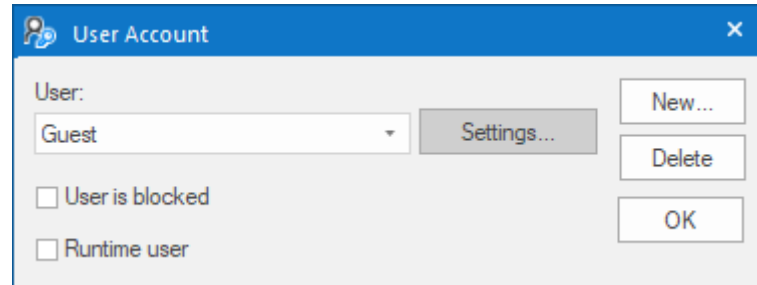 User Account
User:
New...
Guest
Settings...
Delete
User is blocked
OK
Runtime user